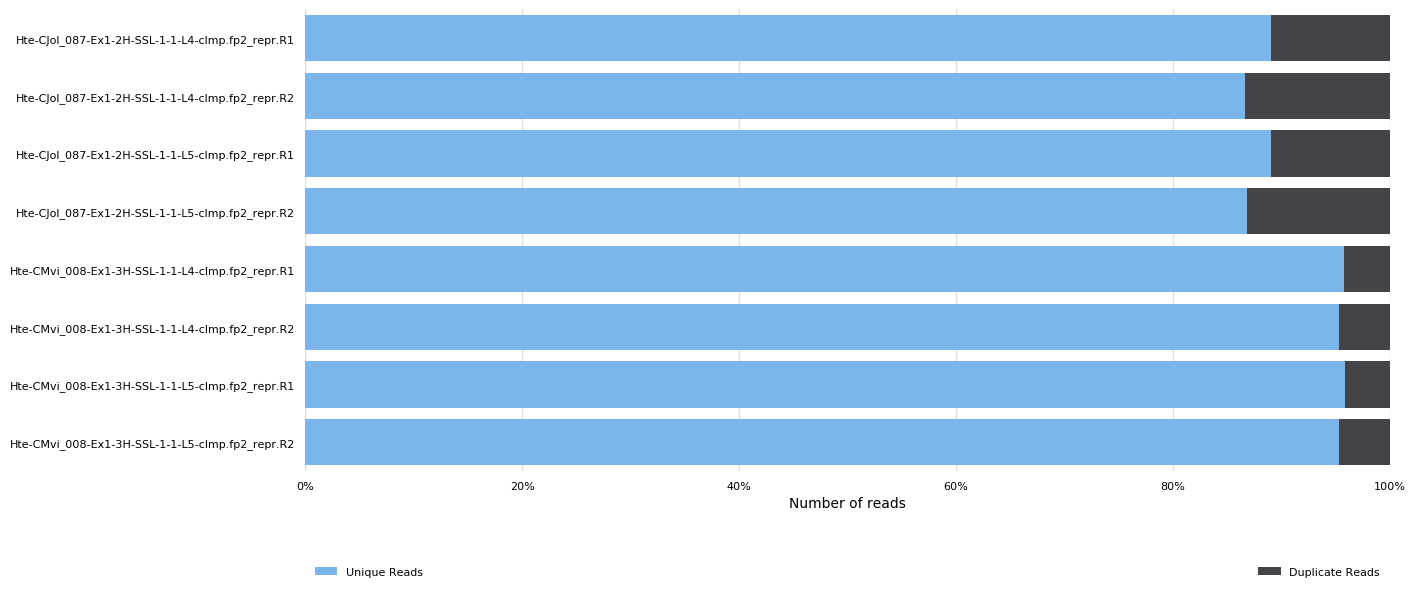 Hte-CJol_087-Ex1-2H-SSL-1-1-L4-clmp.fp2_repr.R1
Hte-CJol_087-Ex1-2H-SSL-1-1-L4-clmp.fp2_repr.R2
Hte-CJol_087-Ex1-2H-SSL-1-1-L5-clmp.fp2_repr.R1
Hte-CJol_087-Ex1-2H-SSL-1-1-L5-clmp.fp2_repr.R2
Hte-CMvi_008-Ex1-3H-SSL-1-1-L4-clmp.fp2_repr.R1
Hte-CMvi_008-Ex1-3H-SSL-1-1-L4-clmp.fp2_repr.R2
Hte-CMvi_008-Ex1-3H-SSL-1-1-L5-clmp.fp2_repr.R1
Hte-CMvi_008-Ex1-3H-SSL-1-1-L5-clmp.fp2_repr.R2
0% 20% 40% 60% 80% 100%
Number of reads
Unique Reads Duplicate Reads